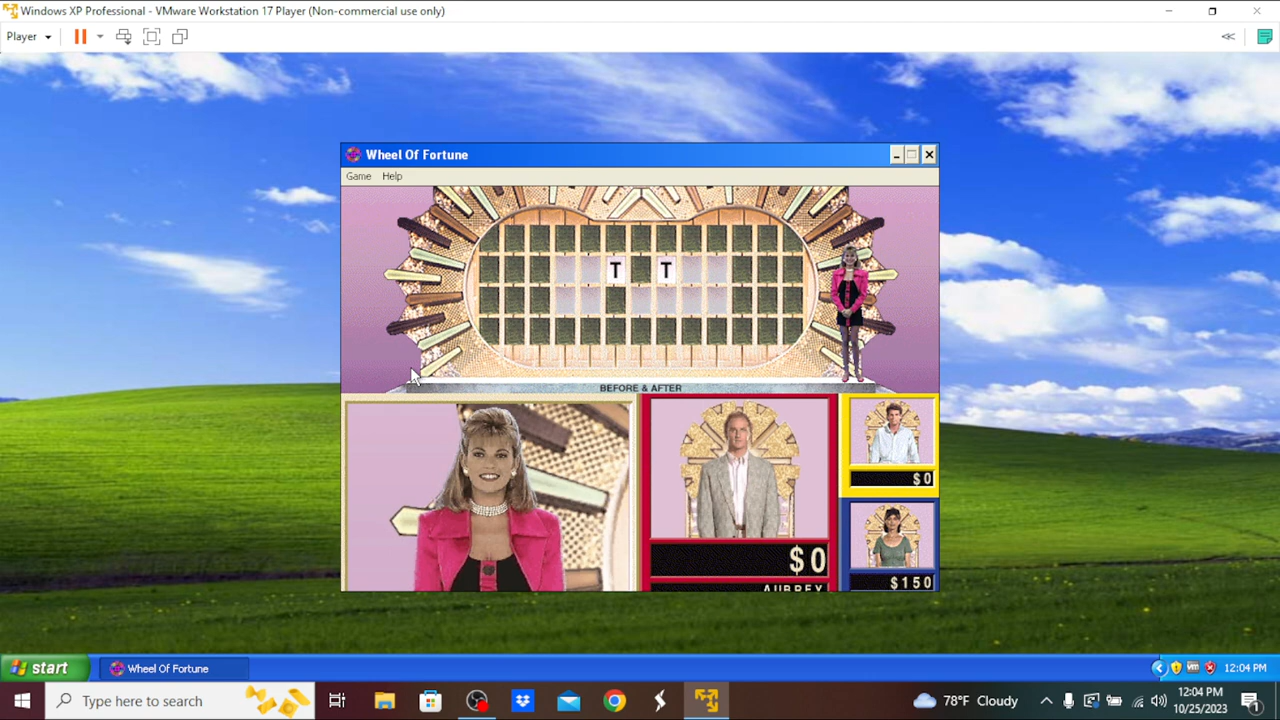 Windows XP Professional - VMware Workstation 17 Player (Non-commercial use only)
Player
Wheel Of Fortune
Game Help
T T
BEFORE & AFTER
$0
$0
$150
AUBREY
start
Wheel Of Fortune
12:04 PM
Type here to search
78°F Cloudy
12:04 PM
10/25/2023
1